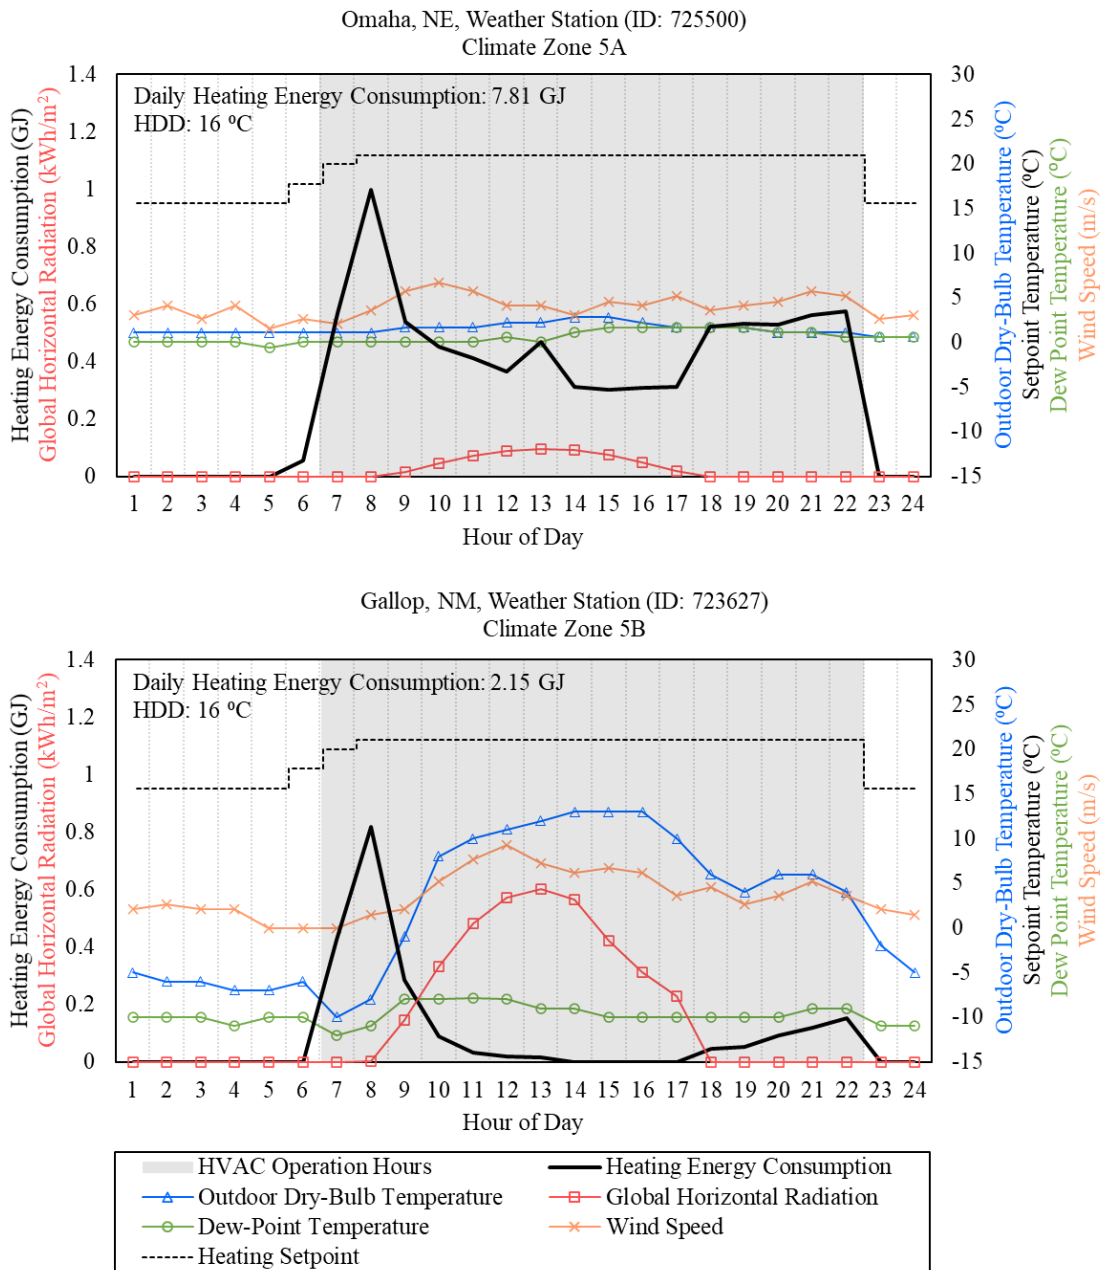 Omaha, NE, Weather Station (ID: 725500)
Climate Zone 5A
Daily Heating Energy Consumption: 7.81 GJ
HDD: 16 ⁰C
Heating Energy Consumption (GJ)
Global Horizontal Radiation (kWh/m²)
1.4
1.2
1
0.8
0.6
0.4
0.2
0
30
25
20
15
10
5
0
-5
-10
-15
Outdoor Dry-Bulb Temperature (⁰C)
Setpoint Temperature (⁰C)
Dew Point Temperature (⁰C)
Wind Speed (m/s)
1 2 3 4 5 6 7 8 9 10 11 12 13 14 15 16 17 18 19 20 21 22 23 24
Hour of Day
Gallop, NM, Weather Station (ID: 723627)
Climate Zone 5B
Daily Heating Energy Consumption: 2.15 GJ
HDD: 16 ⁰C
Heating Energy Consumption (GJ)
Global Horizontal Radiation (kWh/m²)
1.4
1.2
1
0.8
0.6
0.4
0.2
0
30
25
20
15
10
5
0
-5
-10
-15
Outdoor Dry-Bulb Temperature (⁰C)
Setpoint Temperature (⁰C)
Dew Point Temperature (⁰C)
Wind Speed (m/s)
1 2 3 4 5 6 7 8 9 10 11 12 13 14 15 16 17 18 19 20 21 22 23 24
Hour of Day
HVAC Operation Hours
Heating Energy Consumption
Outdoor Dry-Bulb Temperature
Global Horizontal Radiation
Dew-Point Temperature
Wind Speed
Heating Setpoint